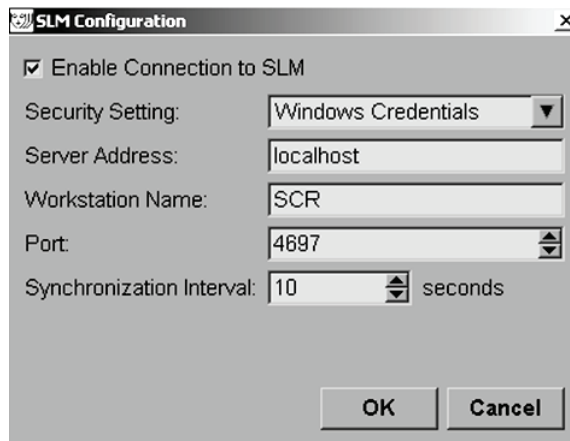 SLM Configuration
Enable Connection to SLM
Security Setting: Windows Credentials
Server Address: localhost
Workstation Name: SCR
Port: 4697
Synchronization Interval: 10 seconds
OK Cancel